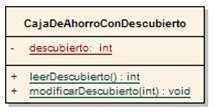 CajaDeAhorroConDescubierto
- descubierto: int
+ leerDescubierto() : int
+ modificarDescubierto(int) : void